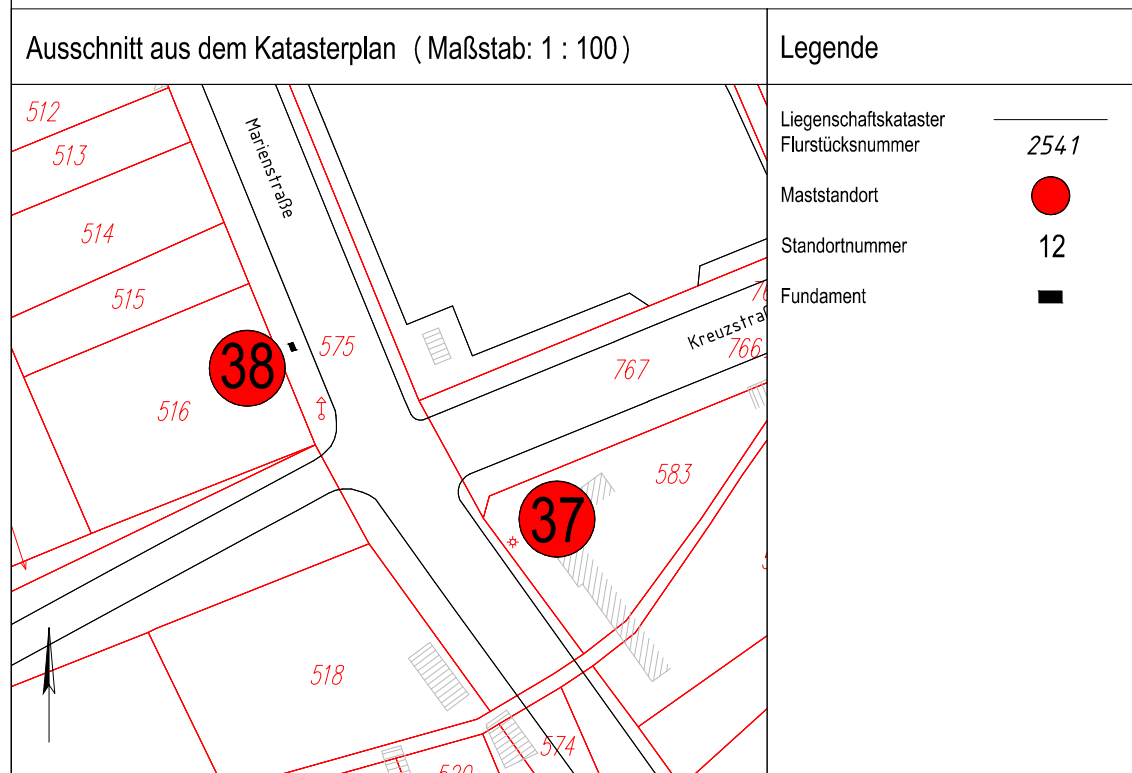 Ausschnitt aus dem Katasterplan (Maßstab: 1 : 100)
Legende
Liegenschaftskataster
Flurstücksnummer 2541
Maststandort
Standortnummer 12
Fundament
512
513
514
515
516
Marienstraße
575
38
767
766
583
37
518
574